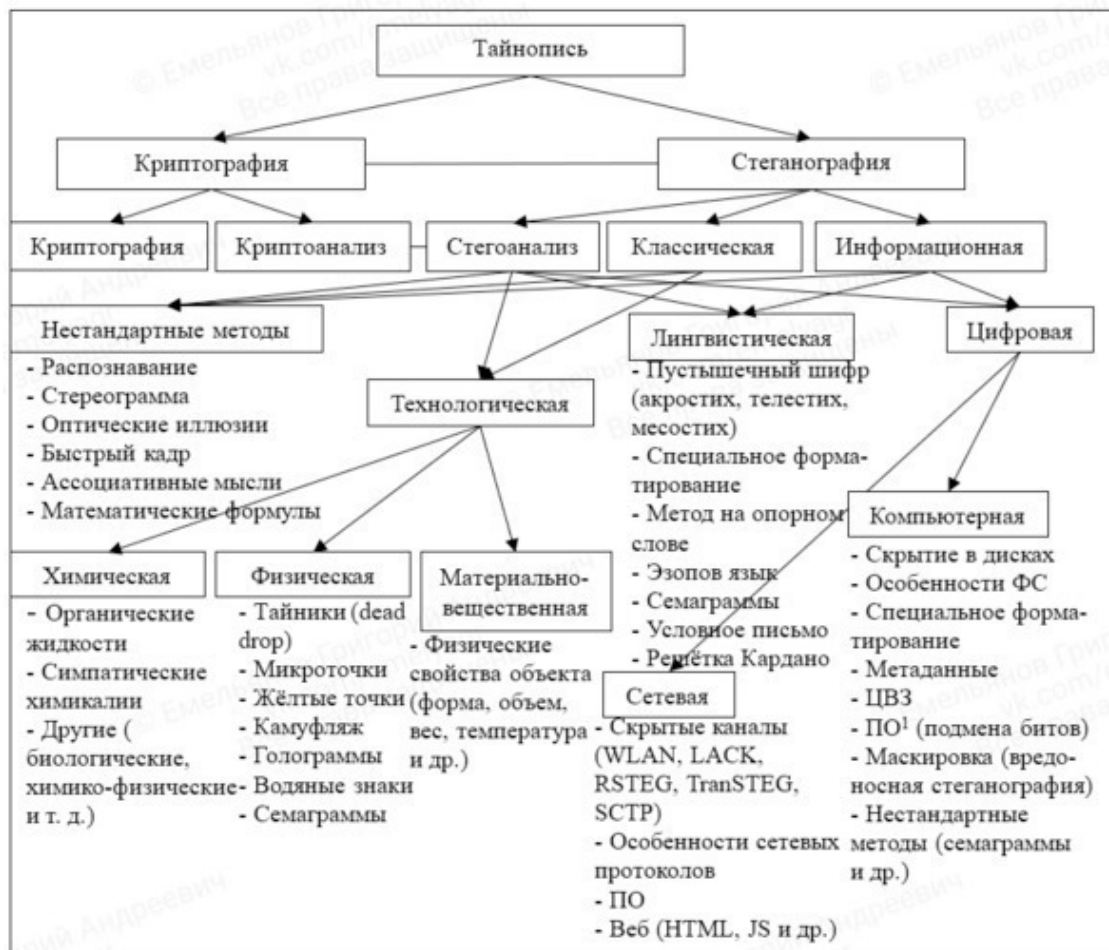 Тайнопись
Криптография
Стеганография
Криптография
Криптоанализ
Стегоанализ
Классическая
Информационная
Нестандартные методы
- Распознавание
- Стереограмма
- Оптические иллюзии
- Быстрый кадр
- Ассоциативные мысли
- Математические формулы
Технологическая
Лингвистическая
- Пустышечный шифр
(акростих, телестих,
месостих)
- Специальное форма-
тирование
- Метод на опорном
слове
- Эзопов язык
- Семаграммы
- Условное письмо
- Решётка Кардано
Цифровая
Химическая
- Органические
жидкости
- Симпатические
химикалии
- Другие (
биологические,
химико-физические
и т. д.)
Физическая
- Тайники (dead
drop)
- Микроточки
- Жёлтые точки
- Камуфляж
- Голограммы
- Водяные знаки
- Семаграммы
Материально-
вещественная
- Физические
свойства объекта
(форма, объем,
вес, температура
и др.)
Сетевая
- Скрытые каналы
(WLAN, LACK,
RSTEG, TranSTEG,
SCTP)
- Особенности сетевых
протоколов
- ПО
- Веб (HTML, JS и др.)
Компьютерная
- Скрытие в дисках
- Особенности ФС
- Специальное форма-
тирование
- Метаданные
- ЦВЗ
- ПО¹ (подмена битов)
- Маскировка (вредо-
носная стеганография)
- Нестандартные
методы (семаграммы
и др.)